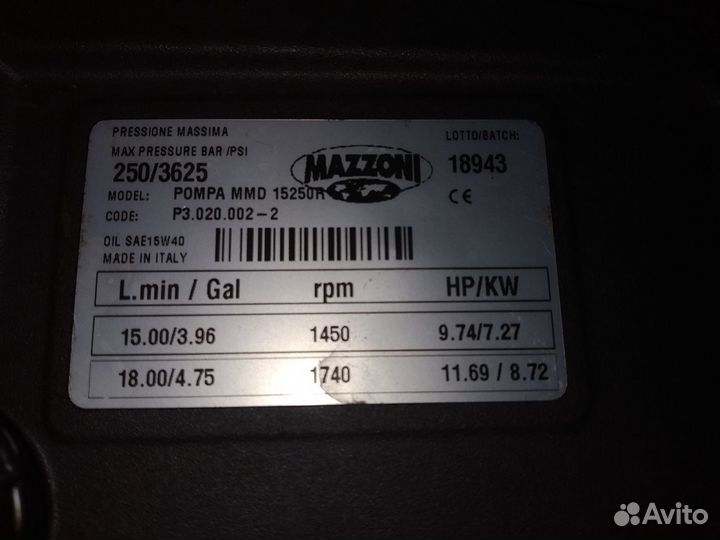 PRESSIONE MASSIMA
MAX PRESSURE BAR /PSI
250/3625
MAZZONI
LOTTO/BATCH:
18943
MODEL: POMPA MMD 15250R
CODE: P3.020.002-2
CE
OIL SAE15W40
MADE IN ITALY
L.min / Gal rpm HP/KW
15.00/3.96 1450 9.74/7.27
18.00/4.75 1740 11.69 / 8.72
Avito